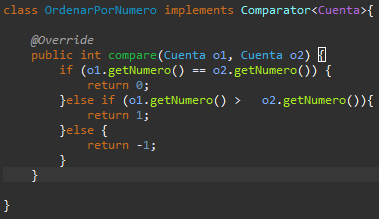 class OrdenarPorNumero implements Comparator<Cuenta>{
@Override
public int compare(Cuenta o1, Cuenta o2) {
if (o1.getNumero() == o2.getNumero()) {
return 0;
}else if (o1.getNumero() >   o2.getNumero()){
return 1;
}else {
return -1;
}
}
}